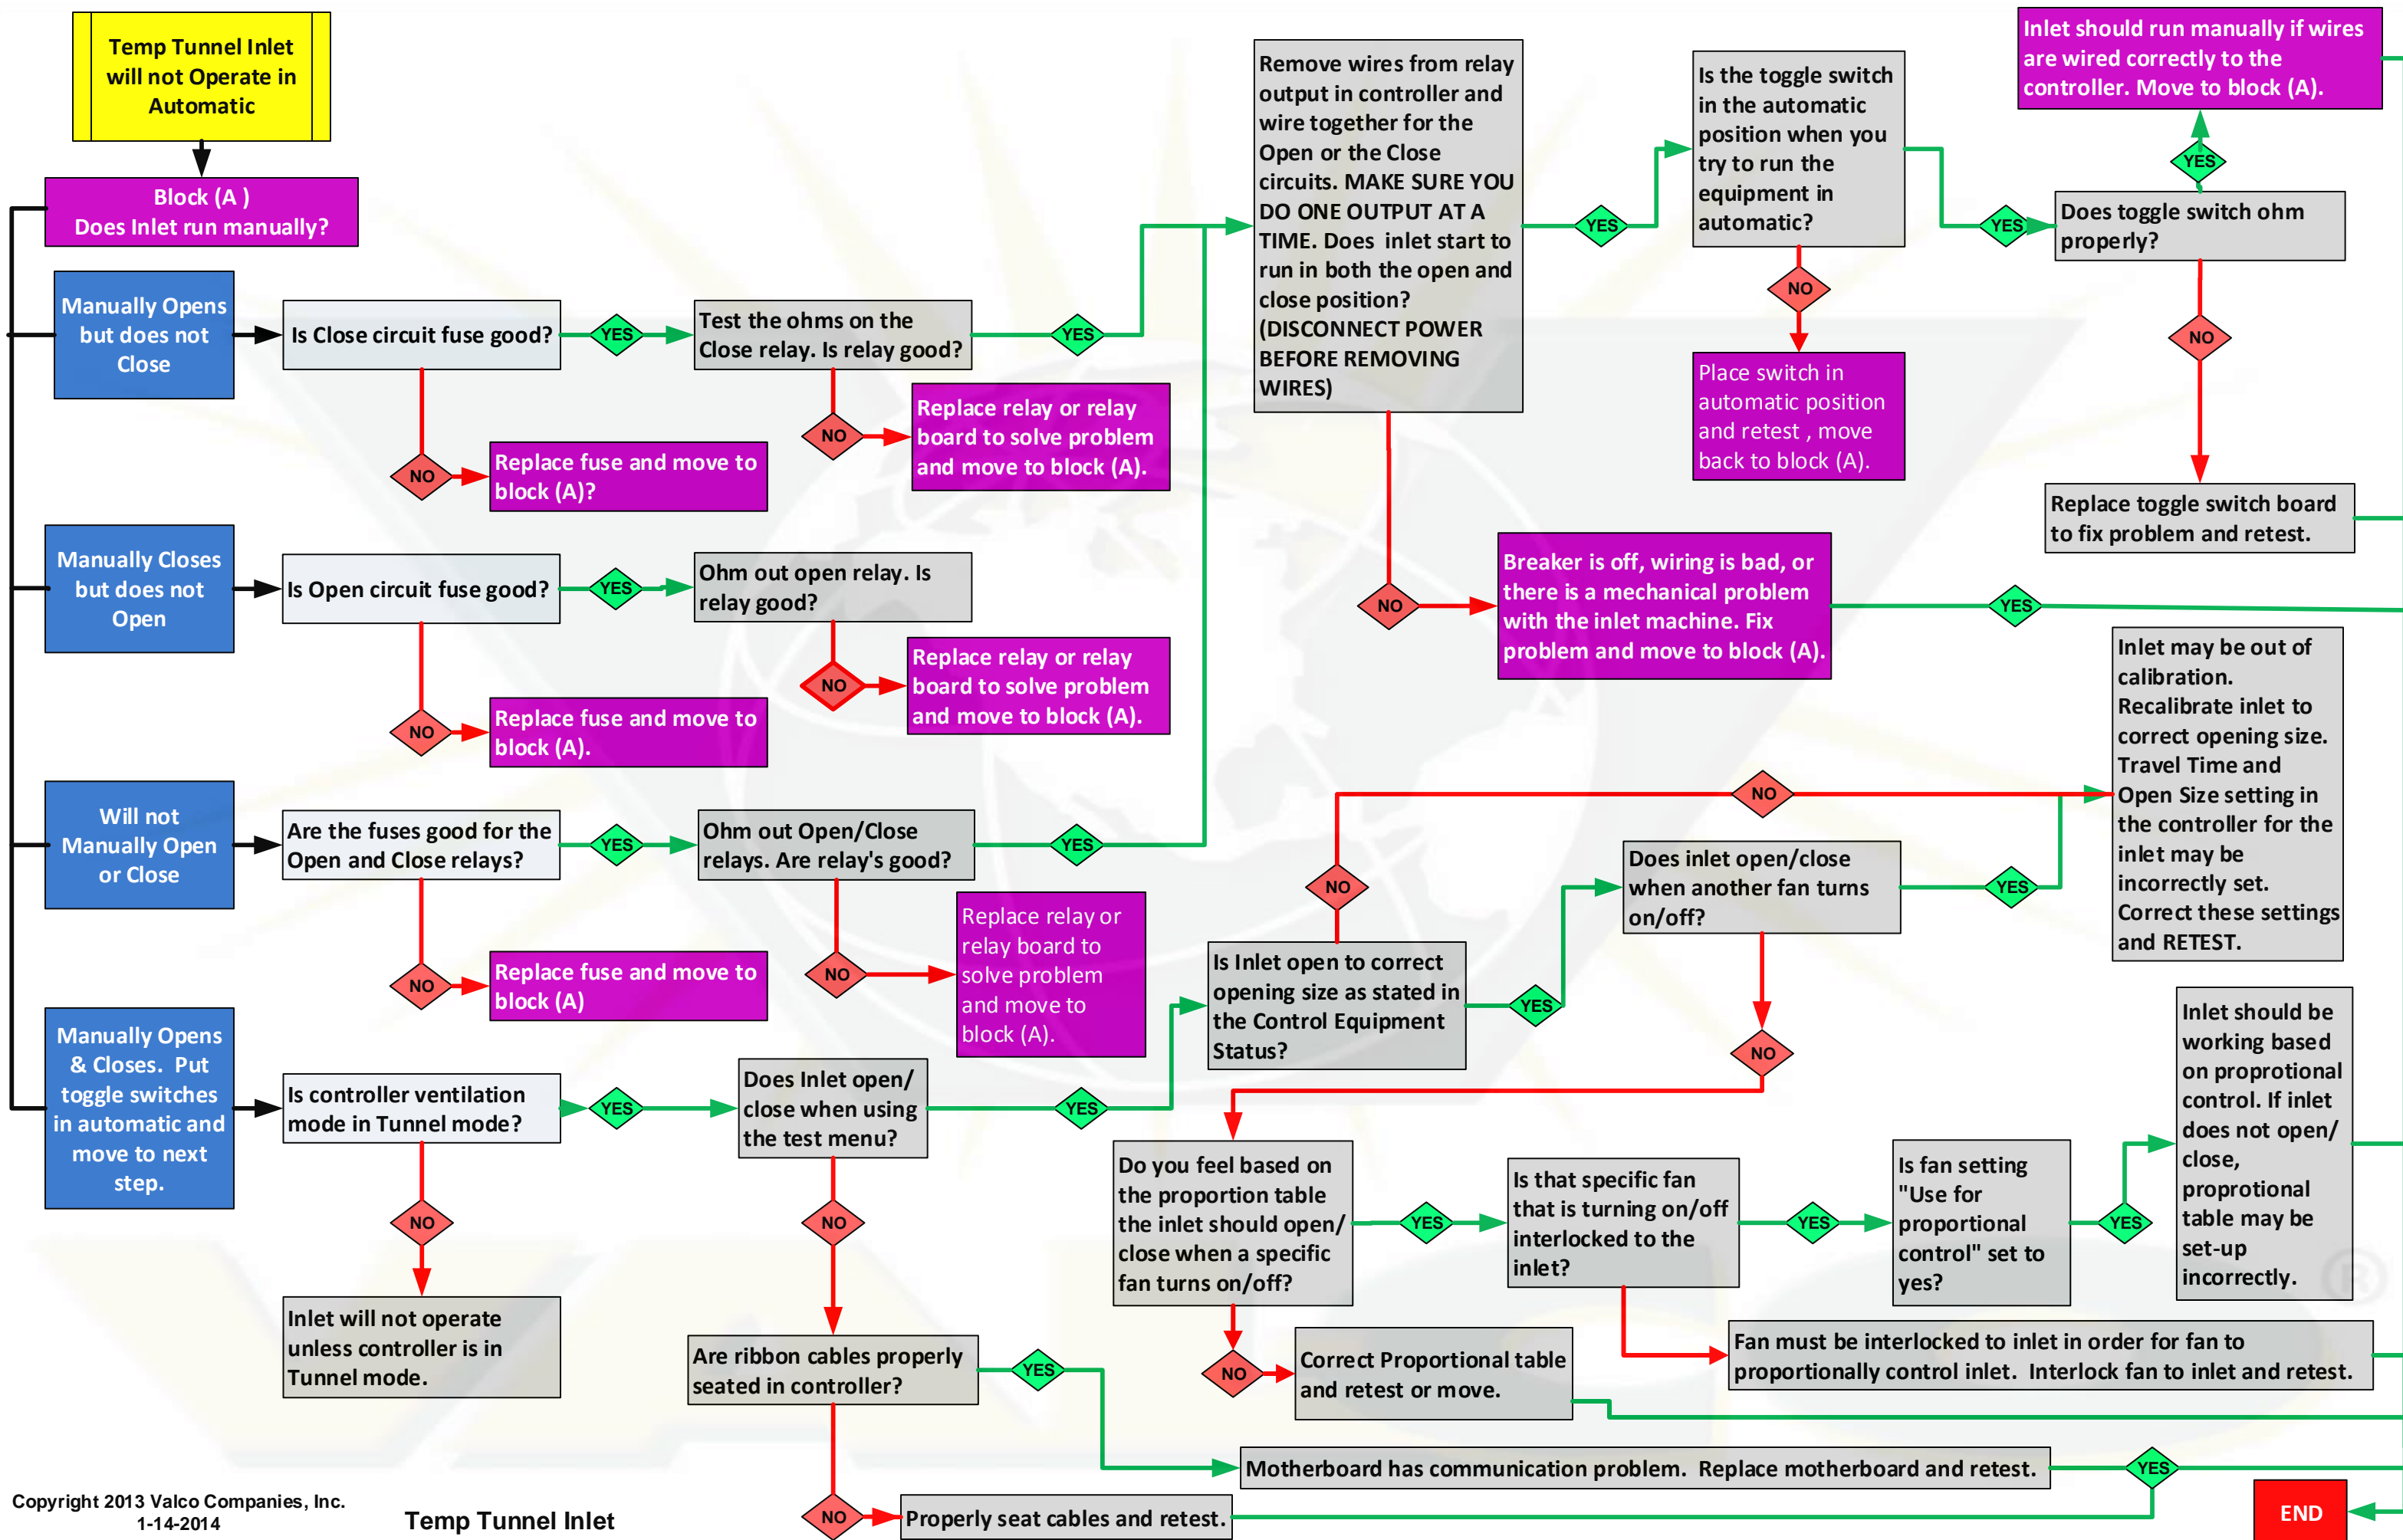 Temp Tunnel Inlet
will not Operate in
Automatic
Block (A )
Does Inlet run manually?
Manually Opens
but does not
Close
Is Close circuit fuse good?
YES
Test the ohms on the
Close relay. Is relay good?
YES
NO
Replace fuse and move to
block (A)?
NO
Replace relay or relay
board to solve problem
and move to block (A).
Manually Closes
but does not
Open
Is Open circuit fuse good?
YES
Ohm out open relay. Is
relay good?
NO
Replace relay or relay
board to solve problem
and move to block (A).
NO
Replace fuse and move to
block (A).
Will not
Manually Open
or Close
Are the fuses good for the
Open and Close relays?
YES
Ohm out Open/Close
relays. Are relay's good?
YES
NO
Replace fuse and move to
block (A)
NO
Replace relay or
relay board to
solve problem
and move to
block (A).
Manually Opens
& Closes.  Put
toggle switches
in automatic and
move to next
step.
Is controller ventilation
mode in Tunnel mode?
YES
Does Inlet open/
close when using
the test menu?
YES
NO
Inlet will not operate
unless controller is in
Tunnel mode.
NO
Are ribbon cables properly
seated in controller?
YES
NO
Properly seat cables and retest.
Motherboard has communication problem.  Replace motherboard and retest.
YES
Remove wires from relay
output in controller and
wire together for the
Open or the Close
circuits. MAKE SURE YOU
DO ONE OUTPUT AT A
TIME. Does  inlet start to
run in both the open and
close position?
(DISCONNECT POWER
BEFORE REMOVING
WIRES)
YES
NO
Breaker is off, wiring is bad, or
there is a mechanical problem
with the inlet machine. Fix
problem and move to block (A).
YES
Is the toggle switch
in the automatic
position when you
try to run the
equipment in
automatic?
YES
NO
Place switch in
automatic position
and retest , move
back to block (A).
Does toggle switch ohm
properly?
YES
Inlet should run manually if wires
are wired correctly to the
controller. Move to block (A).
NO
Replace toggle switch board
to fix problem and retest.
Is Inlet open to correct
opening size as stated in
the Control Equipment
Status?
NO
NO
YES
Does inlet open/close
when another fan turns
on/off?
YES
NO
Inlet may be out of
calibration.
Recalibrate inlet to
correct opening size.
Travel Time and
Open Size setting in
the controller for the
inlet may be
incorrectly set.
Correct these settings
and RETEST.
Do you feel based on
the proportion table
the inlet should open/
close when a specific
fan turns on/off?
YES
NO
Correct Proportional table
and retest or move.
Is that specific fan
that is turning on/off
interlocked to the
inlet?
YES
Fan must be interlocked to inlet in order for fan to
proportionally control inlet.  Interlock fan to inlet and retest.
Is fan setting
"Use for
proportional
control" set to
yes?
YES
Inlet should be
working based
on proprotional
control. If inlet
does not open/
close,
proprotional
table may be
set-up
incorrectly.
END
VALCO
®
Copyright 2013 Valco Companies, Inc.
1-14-2014
Temp Tunnel Inlet